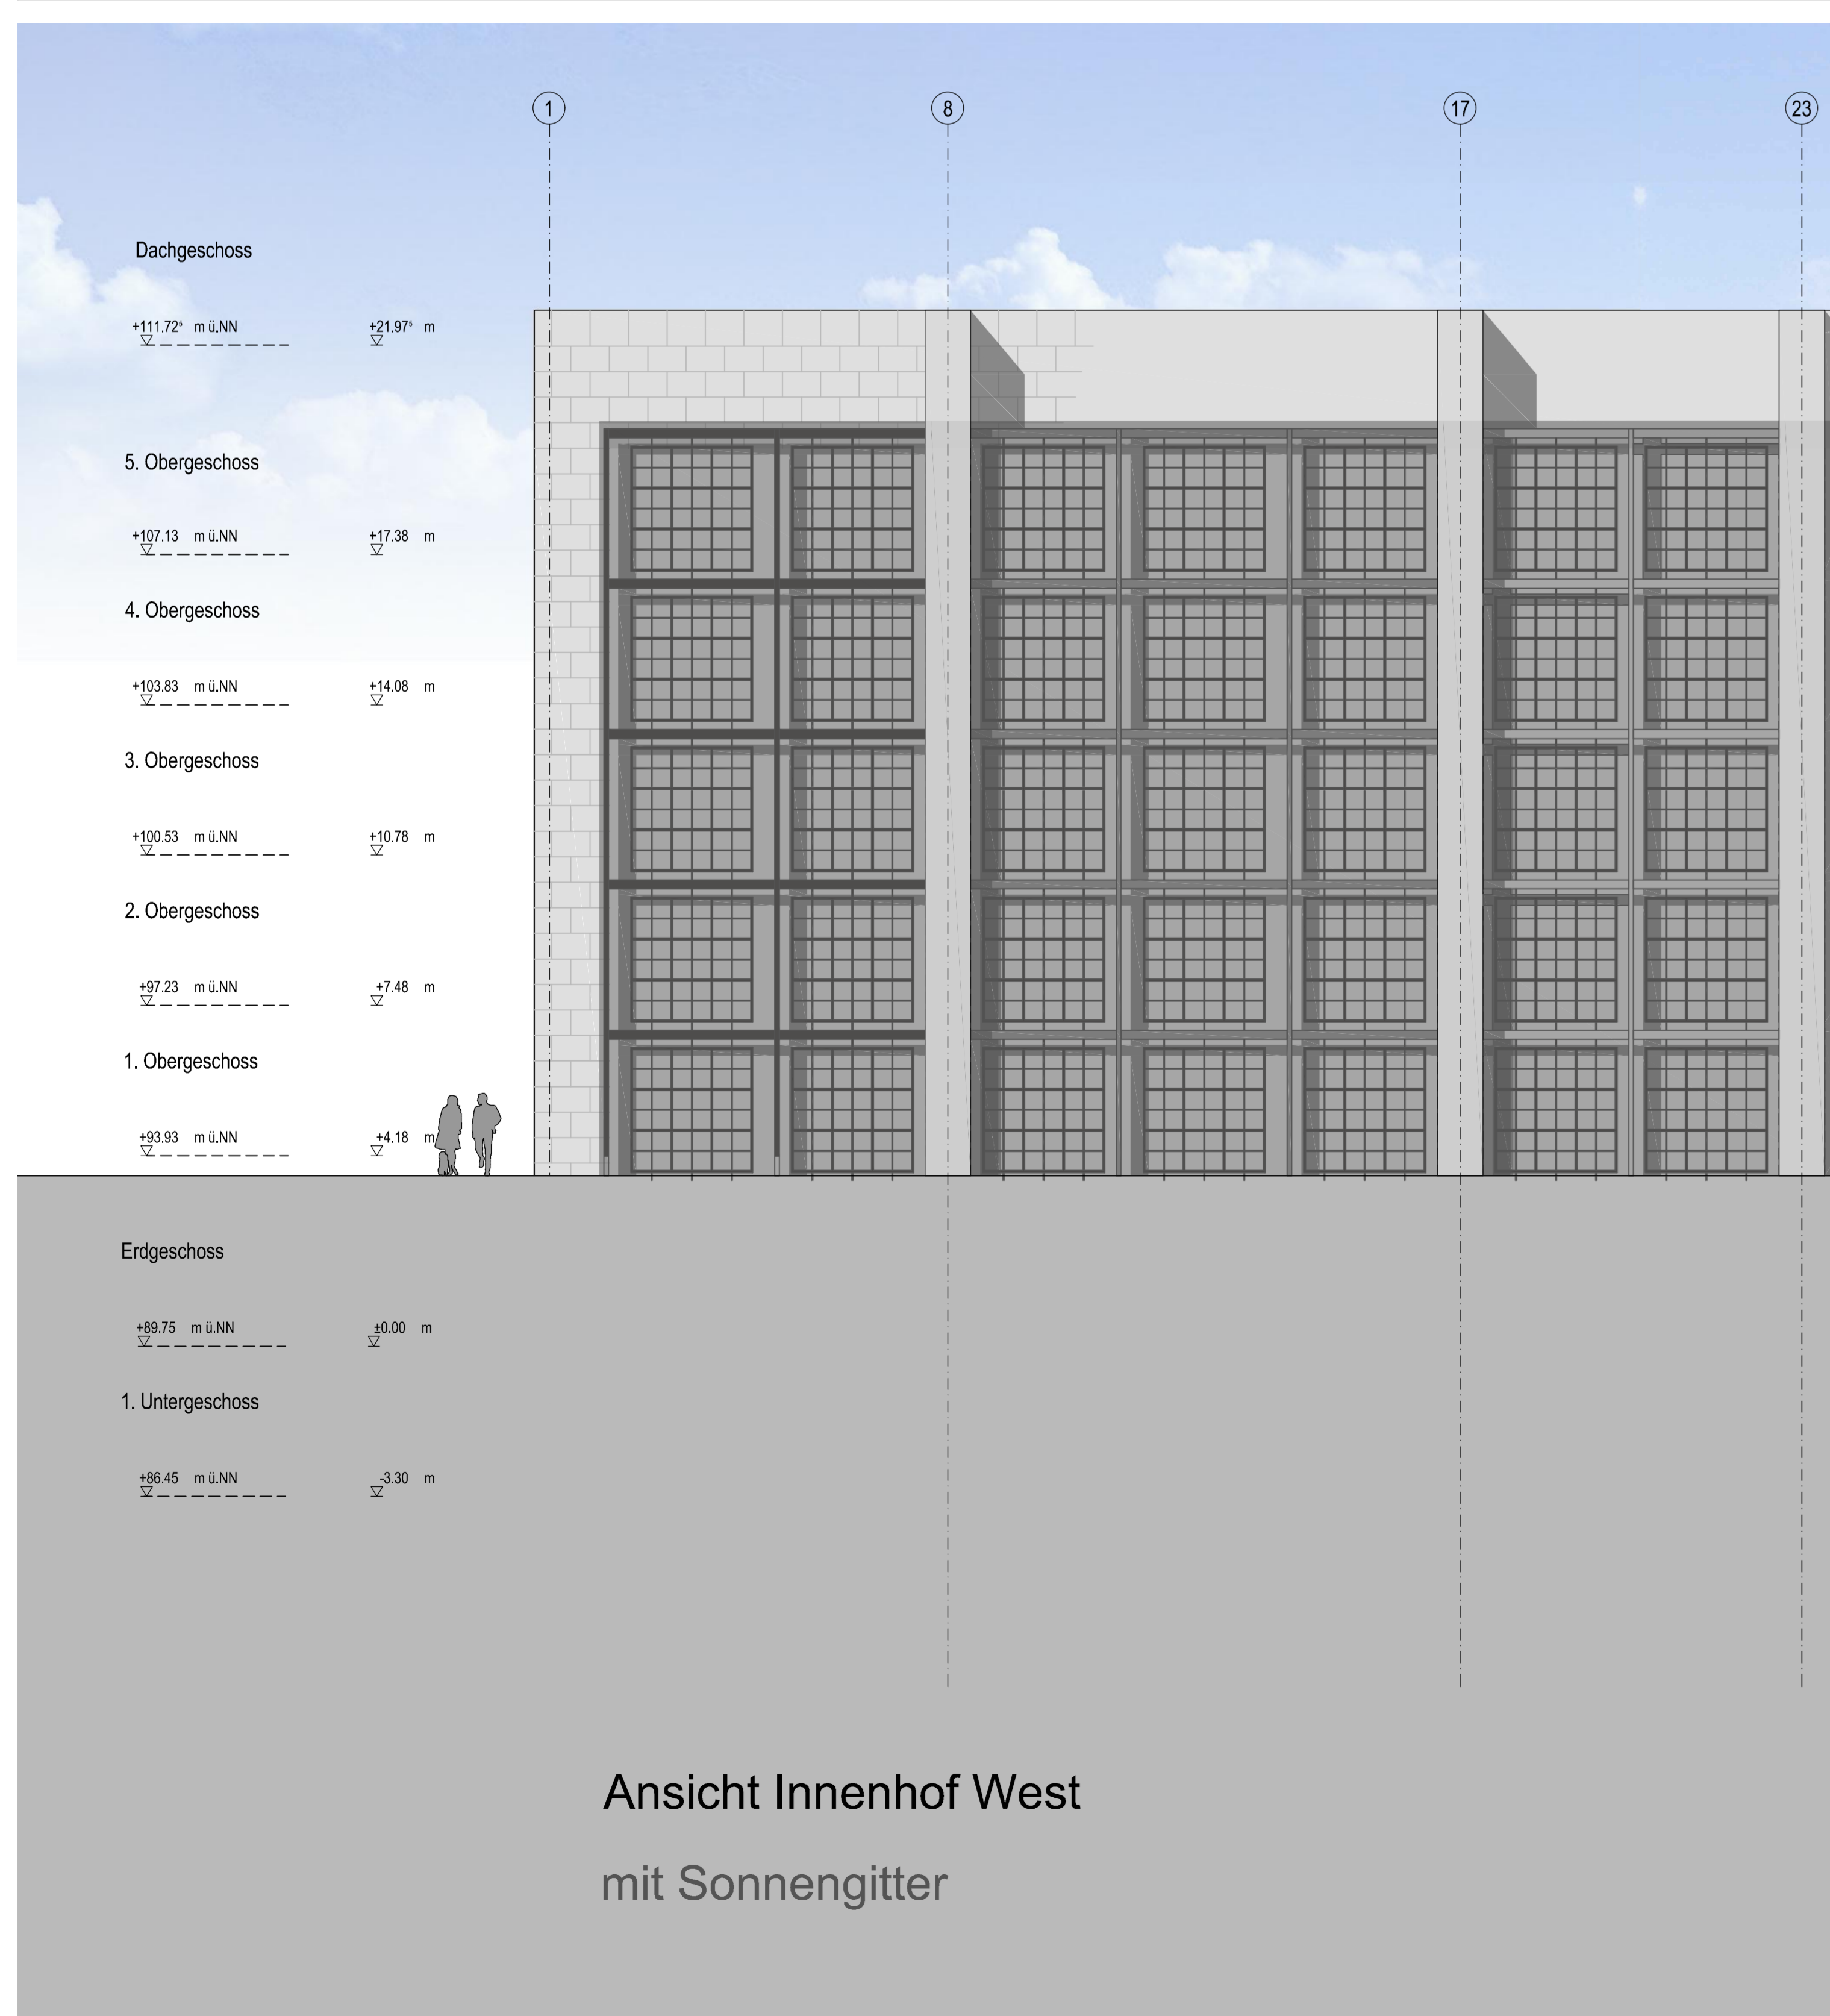 1 8 17 23
Dachgeschoss
+111.72⁵ m ü.NN +21.97⁵ m
5. Obergeschoss
+107.13 m ü.NN +17.38 m
4. Obergeschoss
+103.83 m ü.NN +14.08 m
3. Obergeschoss
+100.53 m ü.NN +10.78 m
2. Obergeschoss
+97.23 m ü.NN +7.48 m
1. Obergeschoss
+93.93 m ü.NN +4.18 m
Erdgeschoss
+89.75 m ü.NN ±0.00 m
1. Untergeschoss
+86.45 m ü.NN -3.30 m
Ansicht Innenhof West
mit Sonnengitter